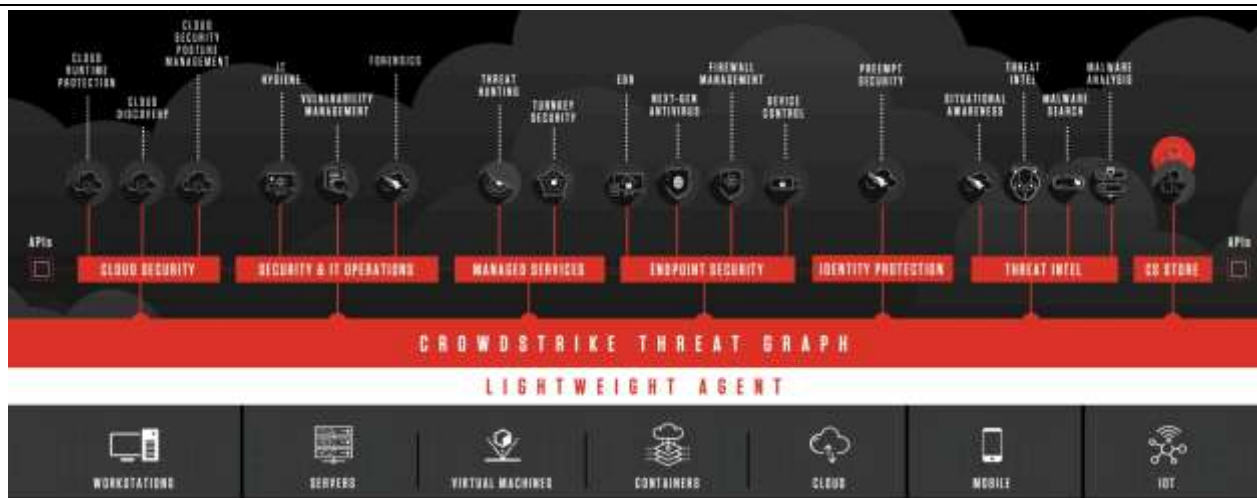 CLOUD
RUNTIME
PROTECTION
CLOUD
DISCOVERY
CLOUD
SECURITY
POSTURE
MANAGEMENT
IT
HYGIENE
VULNARABILITY
MANAGEMENT
FORENSICS
THREAT
HUNTING
TURNKEY
SECURITY
EDR
NEXT-GEN
ANTIVIRUS
FIREWALL
MANAGEMENT
DEVICE
CONTROL
PREEMPT
SECURITY
SITUATIONAL
AWARENESS
THREAT
INTEL
MALWARE
SEARCH
MALWARE
ANALYSIS
APIs
CLOUD SECURITY
SECURITY & IT OPERATIONS
MANAGED SERVICES
ENDPOINT SECURITY
IDENTITY PROTECTION
THREAT INTEL
CS STORE
APIs
CROWDSTRIKE THREAT GRAPH
LIGHTWEIGHT AGENT
WORKSTATIONS
SERVERS
VIRTUAL MACHINES
CONTAINERS
CLOUD
MOBILE
IOT